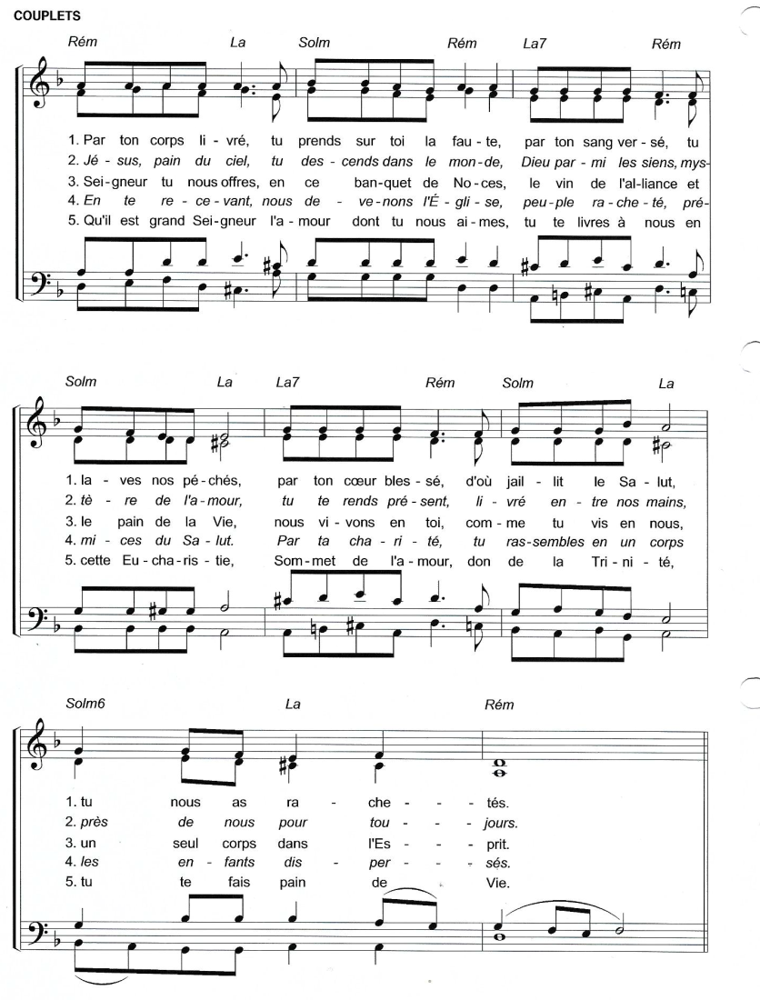 COUPLETS
Rém La Solm Rém La7 Rém
1. Par ton corps li - vré, tu prends sur toi la fau - te, par ton sang ver - sé, tu
2. Jé - sus, pain du ciel, tu des - cends dans le mon - de, Dieu par - mi les siens, mys-
3. Sei - gneur tu nous offres, en ce ban - quet de No - ces, le vin de l'al - liance et
4. En te re - ce - vant, nous de - ve - nons l'É - gli - se, peu - ple ra - che - té, pré-
5. Qu'il est grand Sei - gneur l'a - mour dont tu nous ai - mes, tu te livres à nous en
Solm La La7 Rém Solm La
1. la - ves nos pé - chés, par ton cœur bles - sé, d'où jail - lit le Sa - lut,
2. tè - re de l'a - mour, tu te rends pré - sent, li - vré en - tre nos mains,
3. le pain de la Vie, nous vi - vons en toi, com - me tu vis en nous,
4. mi - ces du Sa - lut. Par ta cha - ri - té, tu ras - sembles en un corps
5. cette Eu - cha - ris - tie, Som - met de l'a - mour, don de la Tri - ni - té,
Solm6 La Rém
1. tu nous as ra - che - - - tés.
2. près de nous pour tou - - - jours.
3. un seul corps dans l'Es - - - prit.
4. les en - fants dis - per - - - sés.
5. tu te fais pain de Vie.